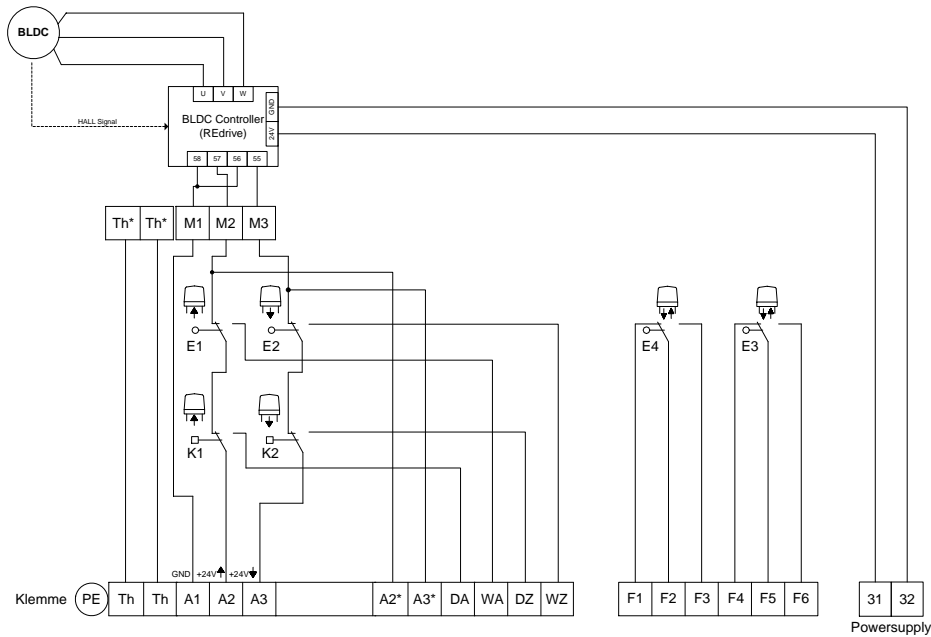 BLDC
U V W
GND
24V
BLDC Controller
(REdrive)
HALL Signal
58 57 56 55
Th* Th* M1 M2 M3
E1 E2 E4 E3
K1 K2
GND +24V +24V
Klemme PE Th Th A1 A2 A3 A2* A3* DA WA DZ WZ F1 F2 F3 F4 F5 F6 31 32
Powersupply